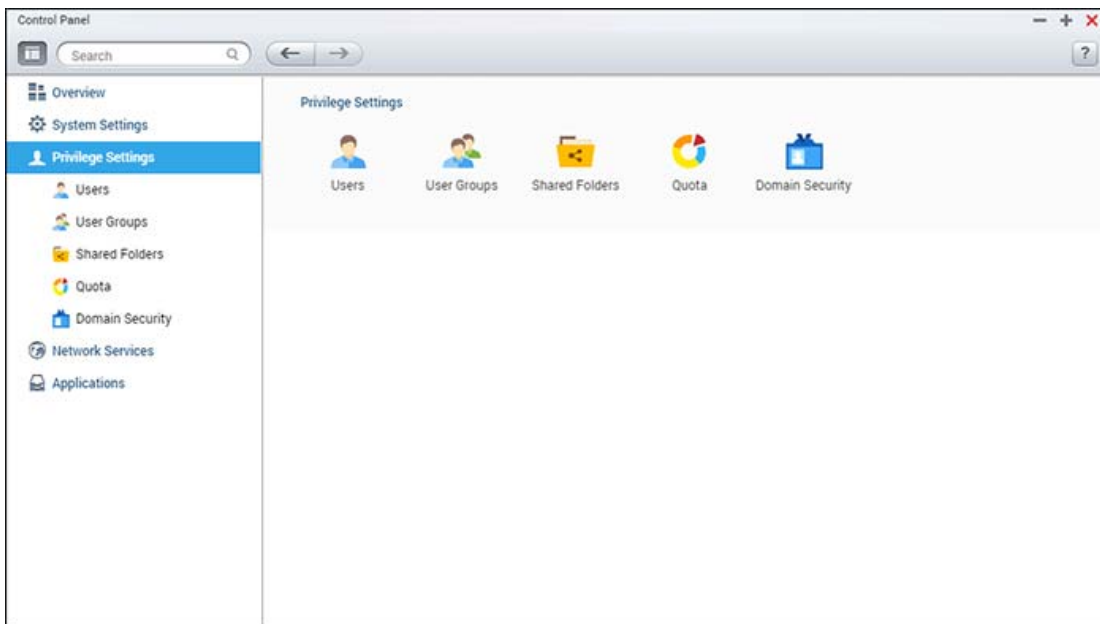 Control Panel
Search
?
Overview
System Settings
Privilege Settings
Users
User Groups
Shared Folders
Quota
Domain Security
Network Services
Applications
Privilege Settings
Users
User Groups
Shared Folders
Quota
Domain Security